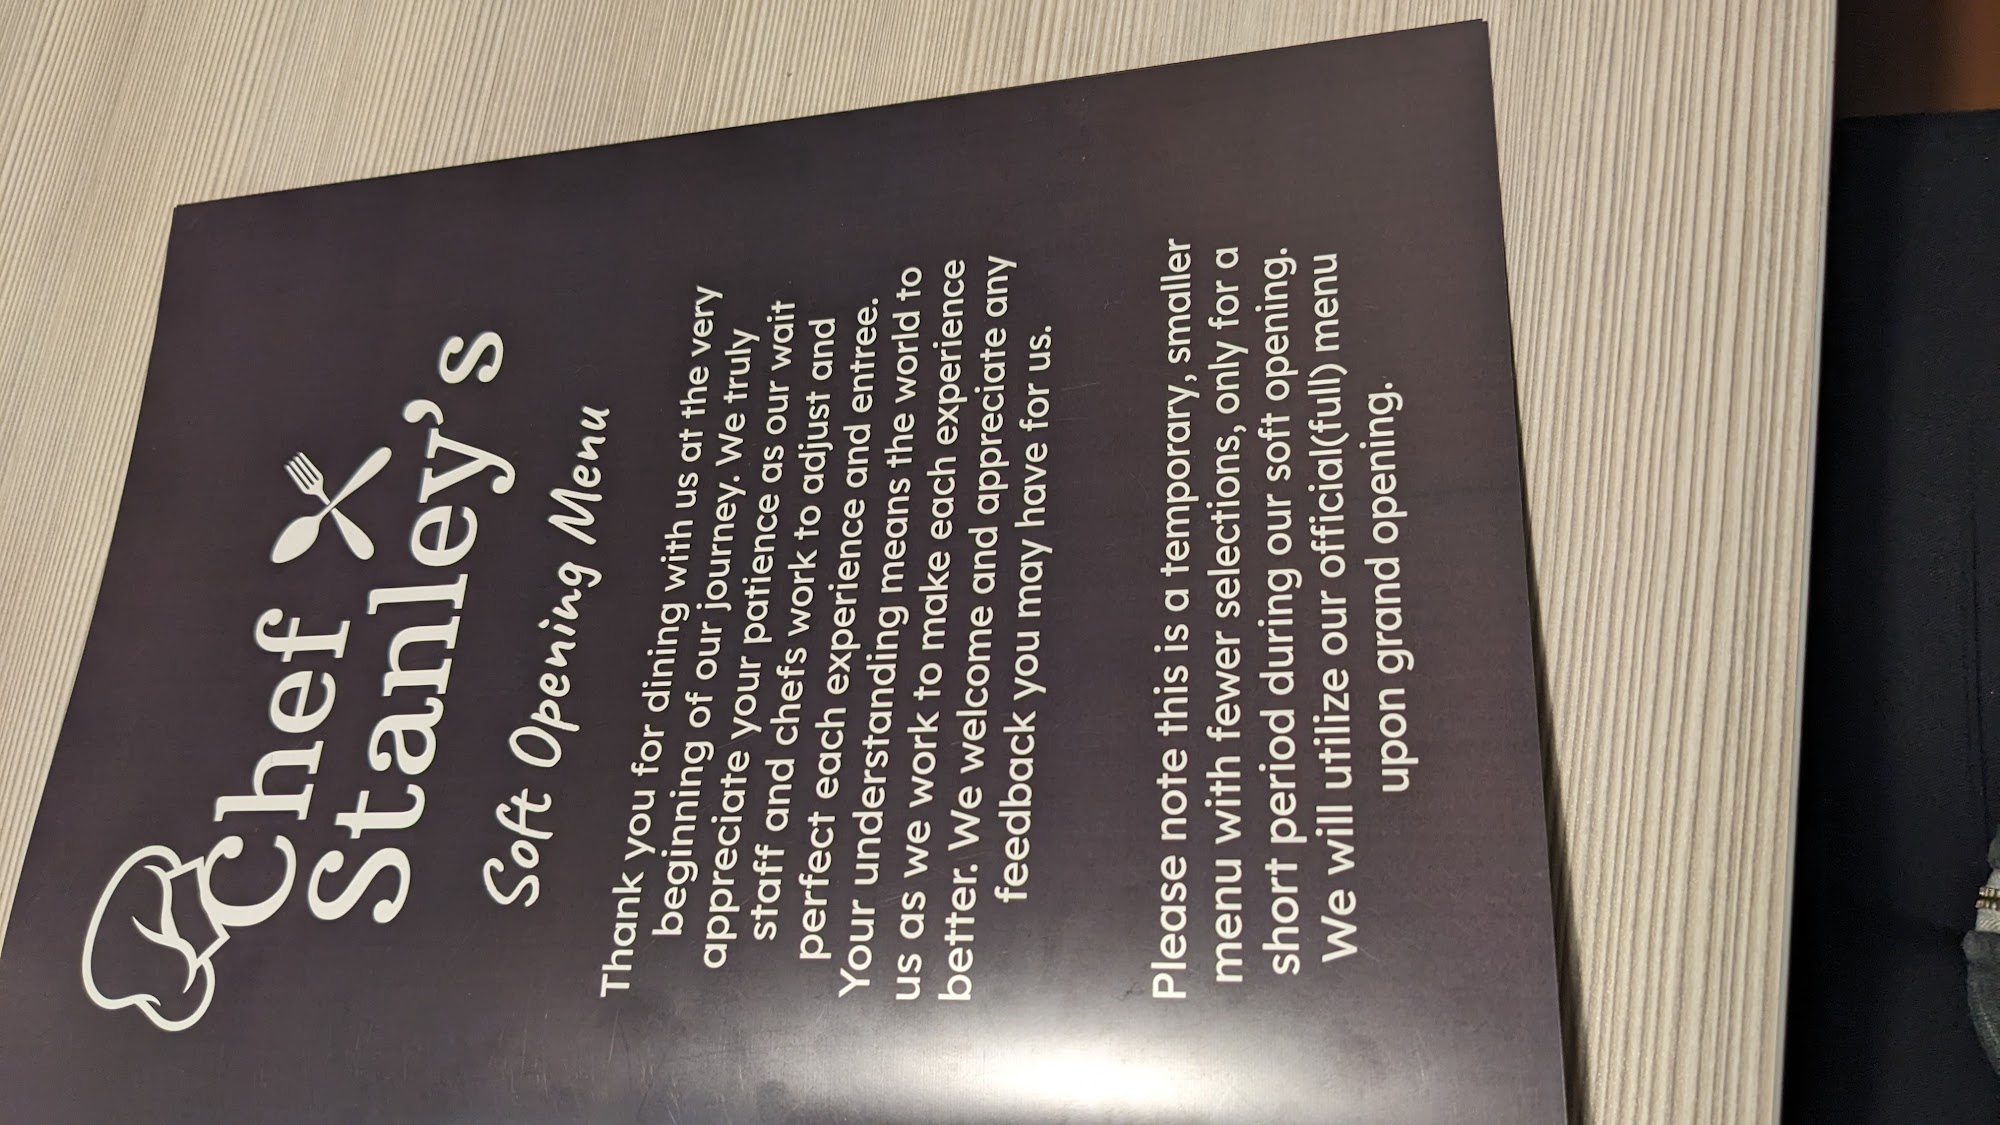 Chef
Stanley's
Soft Opening Menu
Thank you for dining with us at the very
beginning of our journey. We truly
appreciate your patience as our wait
staff and chefs work to adjust and
perfect each experience and entree.
Your understanding means the world to
us as we work to make each experience
better. We welcome and appreciate any
feedback you may have for us.
Please note this is a temporary, smaller
menu with fewer selections, only for a
short period during our soft opening.
We will utilize our official(full) menu
upon grand opening.